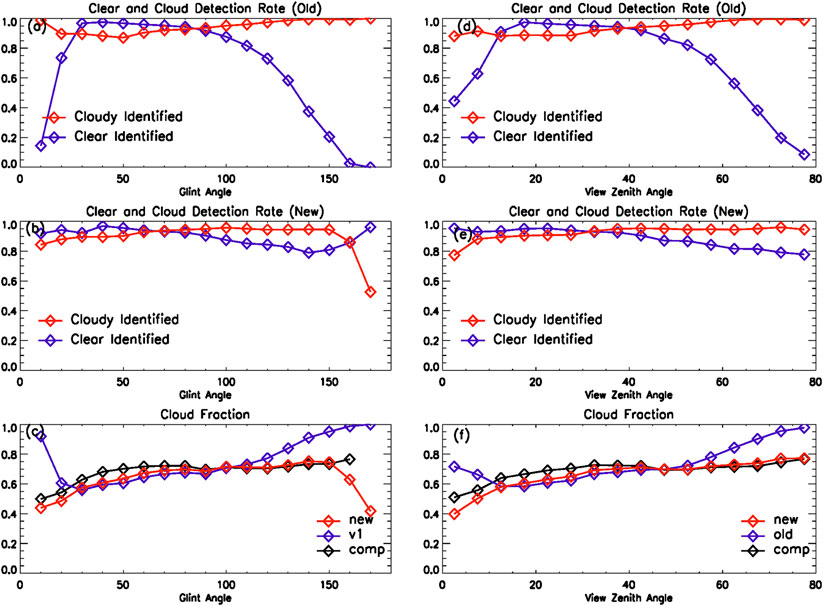 Clear and Cloud Detection Rate (Old)
(a)
1.0
0.8
0.6
0.4
0.2
0.0
Cloudy Identified
Clear Identified
0
50
100
150
Glint Angle
Clear and Cloud Detection Rate (Old)
(d)
1.0
0.8
0.6
0.4
0.2
0.0
Cloudy Identified
Clear Identified
0
20
40
60
80
View Zenith Angle
Clear and Cloud Detection Rate (New)
(b)
1.0
0.8
0.6
0.4
0.2
0.0
Cloudy Identified
Clear Identified
0
50
100
150
Glint Angle
Clear and Cloud Detection Rate (New)
(e)
1.0
0.8
0.6
0.4
0.2
0.0
Cloudy Identified
Clear Identified
0
20
40
60
80
View Zenith Angle
Cloud Fraction
(c)
1.0
0.8
0.6
0.4
0.2
0.0
new
v1
comp
0
50
100
150
Glint Angle
Cloud Fraction
(f)
1.0
0.8
0.6
0.4
0.2
0.0
new
old
comp
0
20
40
60
80
View Zenith Angle